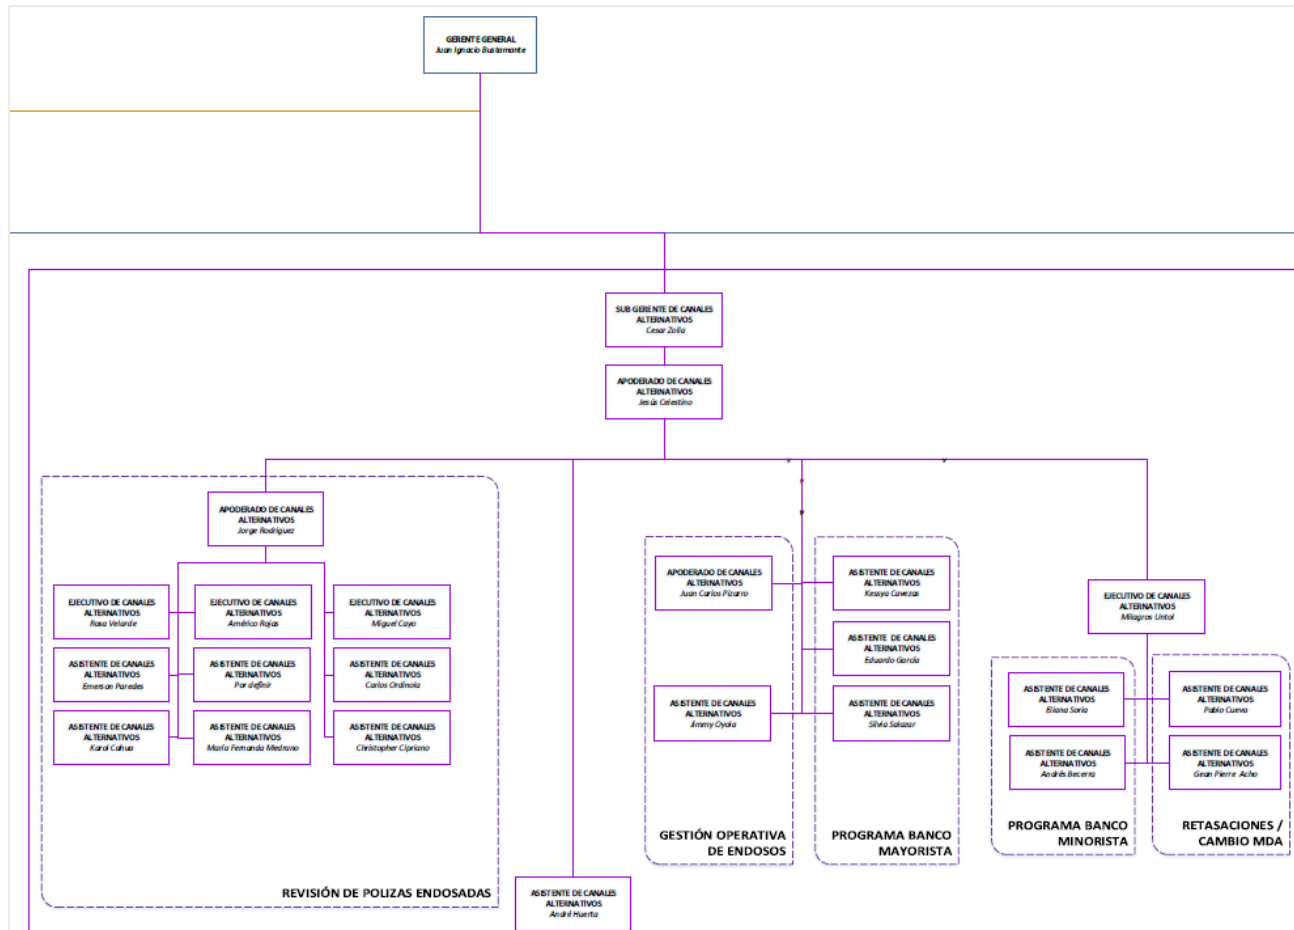 GERENTE GENERAL
Juan Ignacio Bustamante
SUB GERENTE DE CANALES
ALTERNATIVOS
Cesar Zolla
APODERADO DE CANALES
ALTERNATIVOS
Jesús Celestino
APODERADO DE CANALES
ALTERNATIVOS
Jorge Rodríguez
EJECUTIVO DE CANALES
ALTERNATIVOS
Rosa Velarde
EJECUTIVO DE CANALES
ALTERNATIVOS
Américo Rojas
EJECUTIVO DE CANALES
ALTERNATIVOS
Miguel Cayo
ASISTENTE DE CANALES
ALTERNATIVOS
Emerson Paredes
ASISTENTE DE CANALES
ALTERNATIVOS
Por definir
ASISTENTE DE CANALES
ALTERNATIVOS
Carlos Ordinola
ASISTENTE DE CANALES
ALTERNATIVOS
Karol Cahua
ASISTENTE DE CANALES
ALTERNATIVOS
María Fernanda Medrano
ASISTENTE DE CANALES
ALTERNATIVOS
Christopher Cipriano
REVISIÓN DE POLIZAS ENDOSADAS
ASISTENTE DE CANALES
ALTERNATIVOS
André Huerta
APODERADO DE CANALES
ALTERNATIVOS
Juan Carlos Pizarro
ASISTENTE DE CANALES
ALTERNATIVOS
Jimmy Oyola
GESTIÓN OPERATIVA
DE ENDOSOS
ASISTENTE DE CANALES
ALTERNATIVOS
Kessya Cavezas
ASISTENTE DE CANALES
ALTERNATIVOS
Eduardo García
ASISTENTE DE CANALES
ALTERNATIVOS
Silvia Salazar
PROGRAMA BANCO
MAYORISTA
EJECUTIVO DE CANALES
ALTERNATIVOS
Milagros Untol
ASISTENTE DE CANALES
ALTERNATIVOS
Eliana Soria
ASISTENTE DE CANALES
ALTERNATIVOS
Andrés Becerra
PROGRAMA BANCO
MINORISTA
ASISTENTE DE CANALES
ALTERNATIVOS
Pablo Cueva
ASISTENTE DE CANALES
ALTERNATIVOS
Gean Pierre Acho
RETASACIONES /
CAMBIO MDA